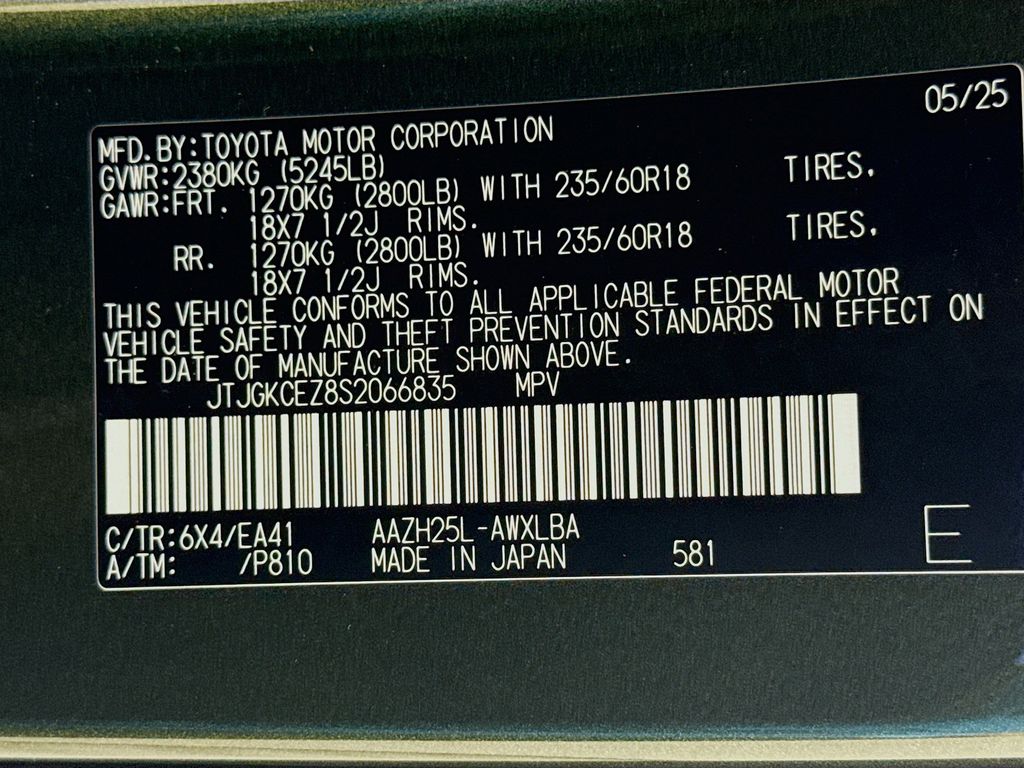 05/25
MFD.BY:TOYOTA MOTOR CORPORATION
GVWR:2380KG (5245LB)
GAWR:FRT. 1270KG (2800LB) WITH 235/60R18 TIRES.
18X7 1/2J RIMS.
RR. 1270KG (2800LB) WITH 235/60R18 TIRES.
18X7 1/2J RIMS.
THIS VEHICLE CONFORMS TO ALL APPLICABLE FEDERAL MOTOR
VEHICLE SAFETY AND THEFT PREVENTION STANDARDS IN EFFECT ON
THE DATE OF MANUFACTURE SHOWN ABOVE.
JTJGKCEZ8S2066835 MPV
C/TR:6X4/EA41 AAZH25L-AWXLBA
A/TM: /P810 MADE IN JAPAN 581 E